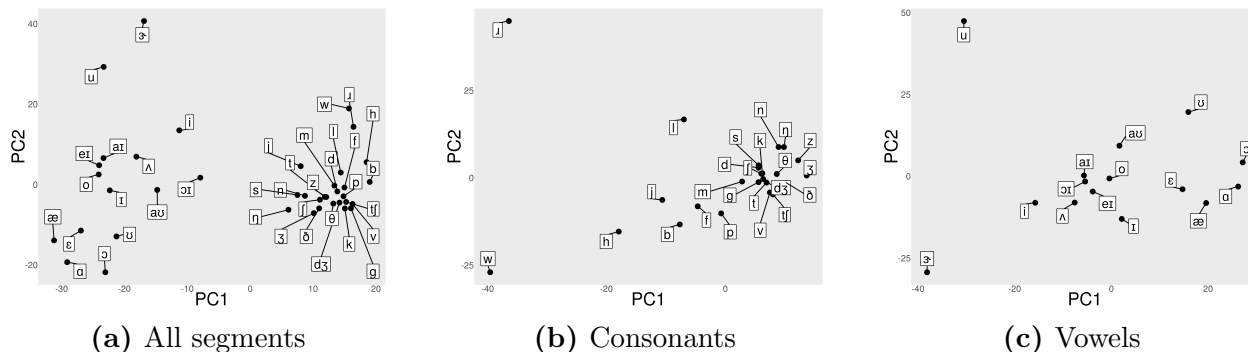 40
20
0
-20
PC2
-30
-20
-10
0
10
20
PC1
ɝ
u
i
aɪ
eɪ
ʌ
o
ɪ
ɔɪ
aʊ
æ
ɛ
ʊ
ɔ
ɑ
ɹ
w
h
l
m
f
j
d
t
b
z
p
s
n
ʃ
ŋ
θ
tʃ
ʒ
ð
v
k
dʒ
g
(a) All segments
25
0
-25
PC2
-40
-20
0
PC1
ɹ
l
n
ŋ
s
k
z
d
ʃ
θ
ʒ
j
m
g
t
dʒ
ð
h
b
f
p
v
tʃ
w
(b) Consonants
50
25
0
-25
PC2
-20
0
20
PC1
u
ʊ
aʊ
ɔ
aɪ
o
ɛ
ɑ
ɔɪ
eɪ
i
ʌ
ɪ
æ
ɝ
(c) Vowels